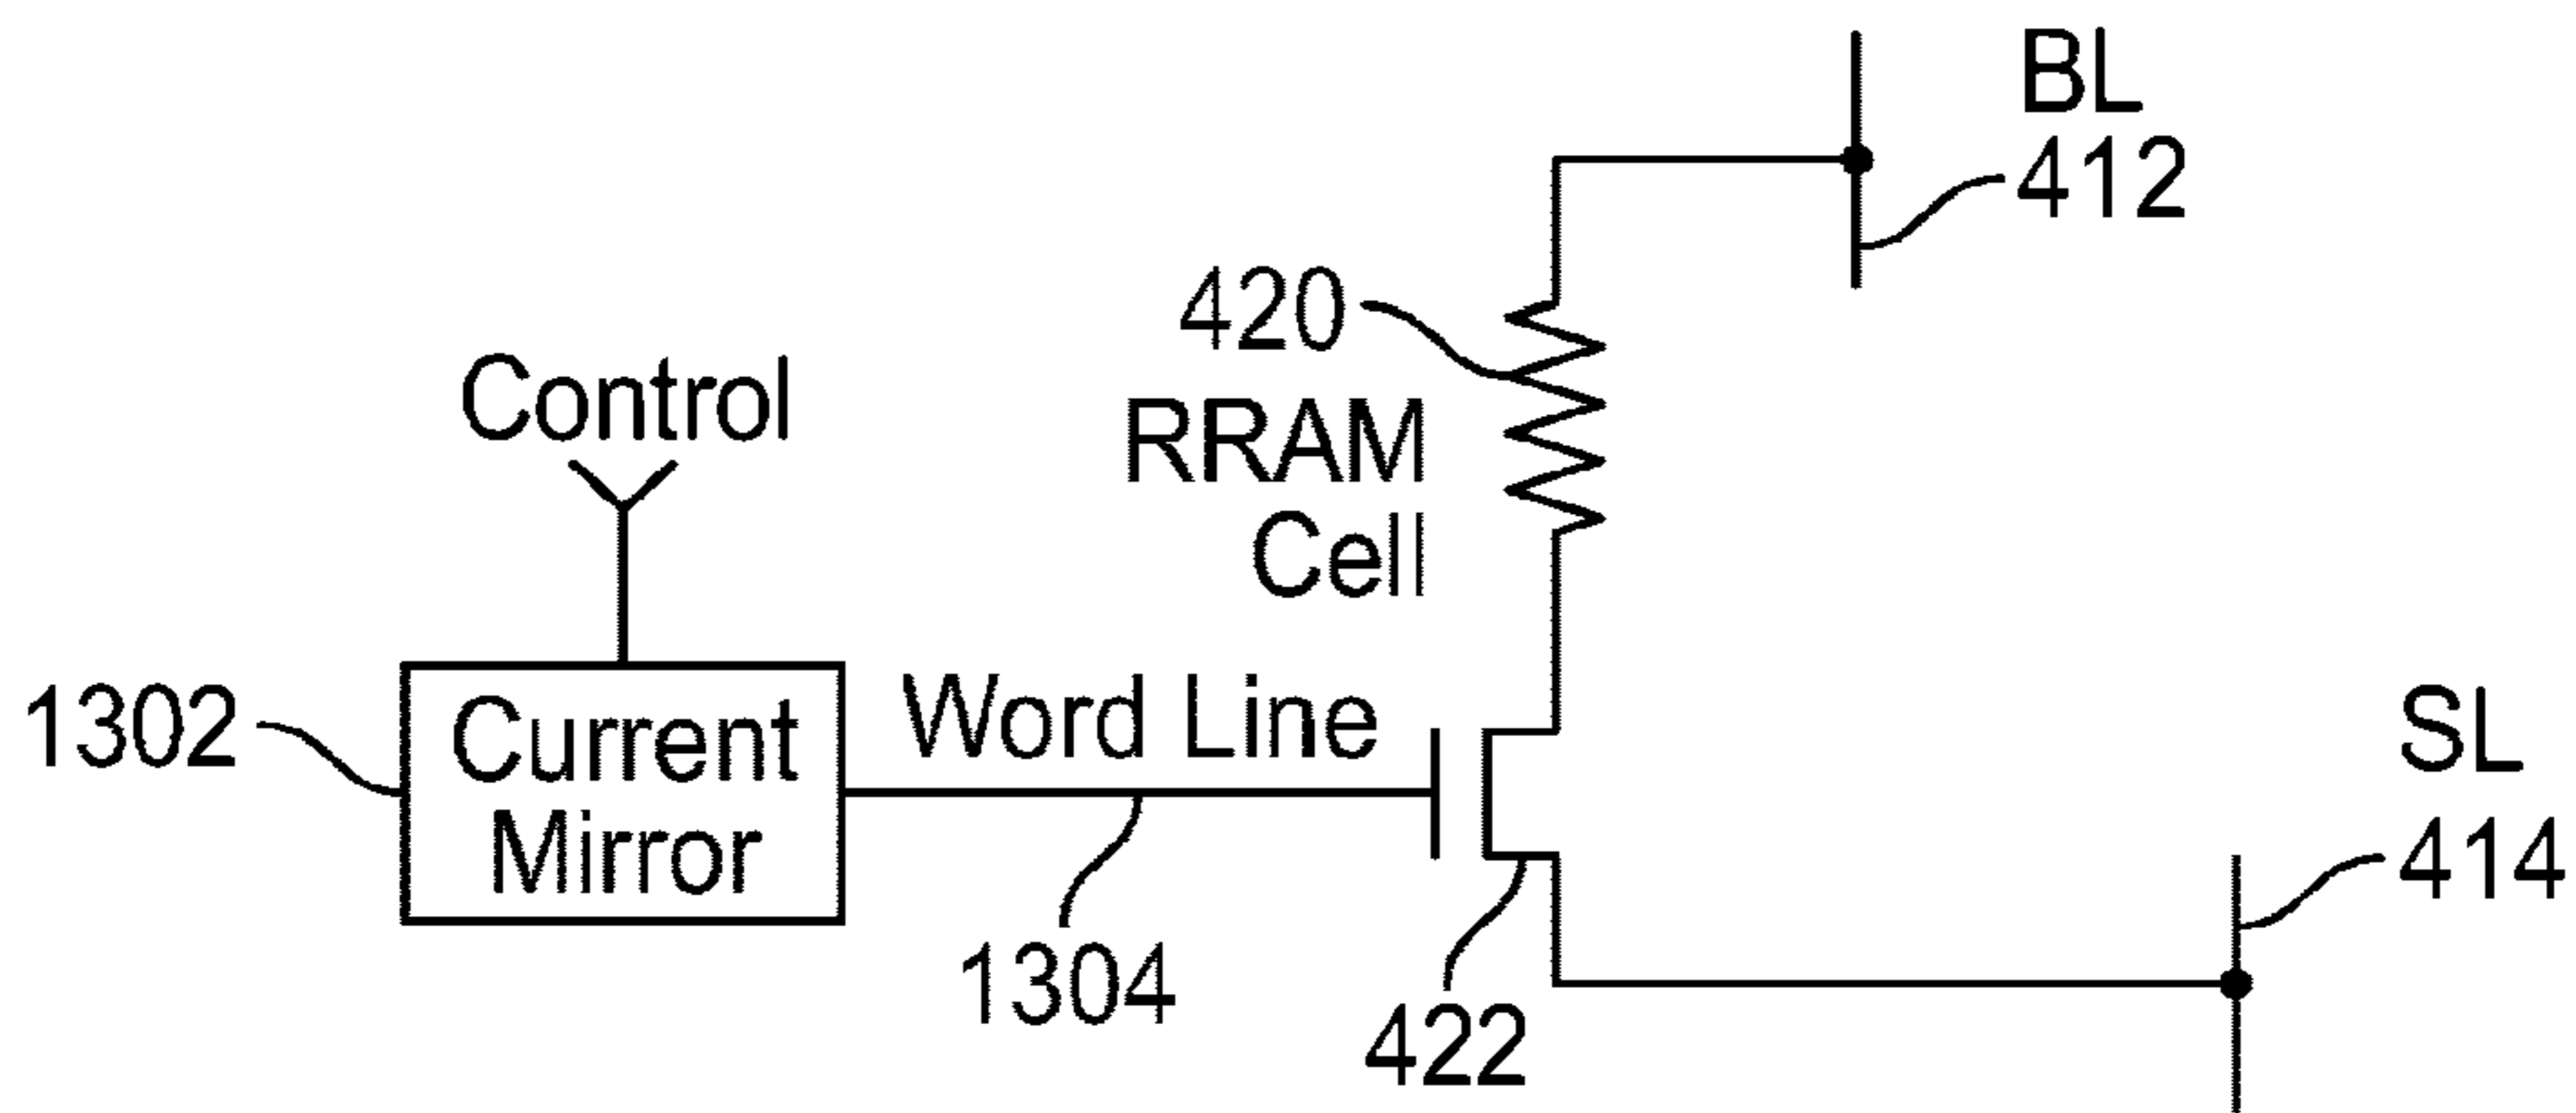 BL
412
420
RRAM
Cell
Control
1302
Current
Mirror
Word Line
1304
422
SL
414